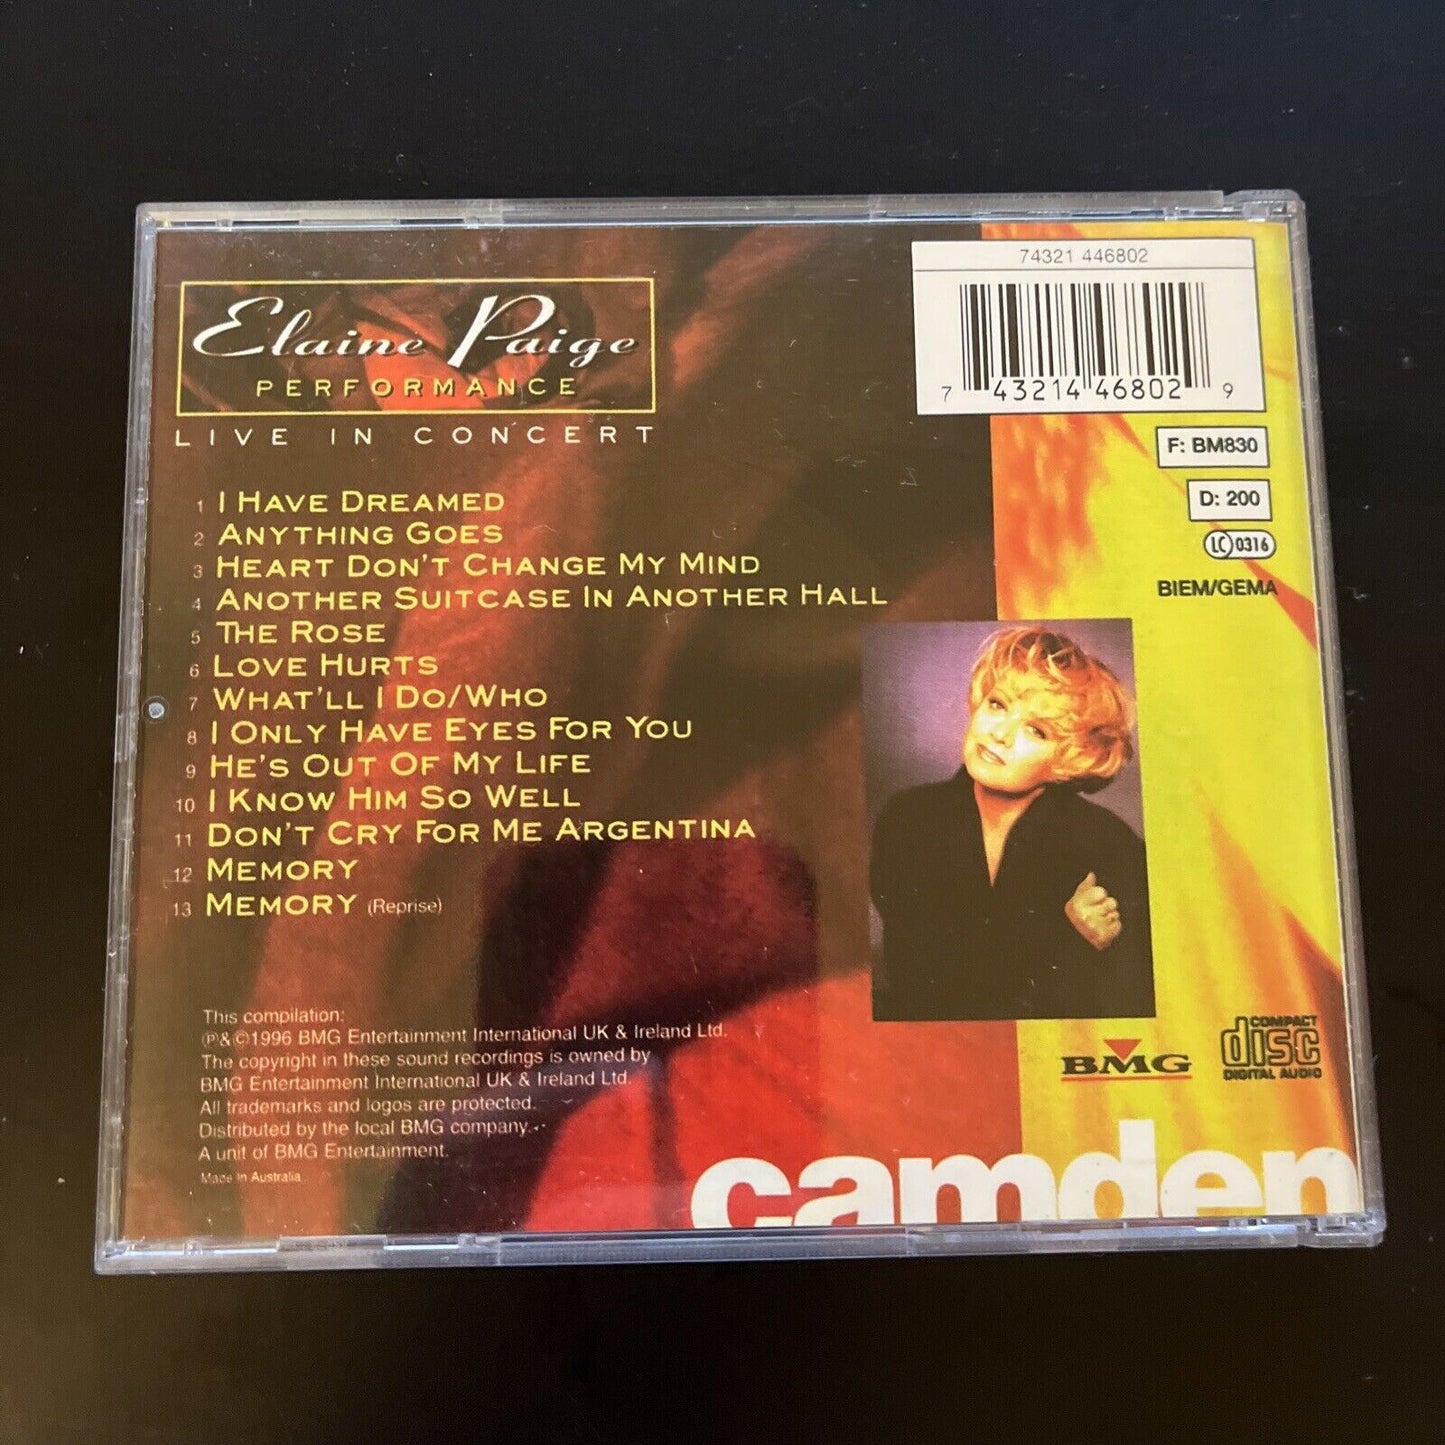 74321 446802
7 43214 46802 9
Elaine Paige
PERFORMANCE
LIVE IN CONCERT
F: BM830
D: 200
LC 0316
BIEM/GEMA
1 I HAVE DREAMED
2 ANYTHING GOES
3 HEART DON'T CHANGE MY MIND
4 ANOTHER SUITCASE IN ANOTHER HALL
5 THE ROSE
6 LOVE HURTS
7 WHAT'LL I DO/WHO
8 I ONLY HAVE EYES FOR YOU
9 HE'S OUT OF MY LIFE
10 I KNOW HIM SO WELL
11 DON'T CRY FOR ME ARGENTINA
12 MEMORY
13 MEMORY (Reprise)
This compilation:
℗&©1996 BMG Entertainment International UK & Ireland Ltd.
The copyright in these sound recordings is owned by
BMG Entertainment International UK & Ireland Ltd.
All trademarks and logos are protected.
Distributed by the local BMG company.
A unit of BMG Entertainment.
Made in Australia
BMG
COMPACT
disc
DIGITAL AUDIO
camden